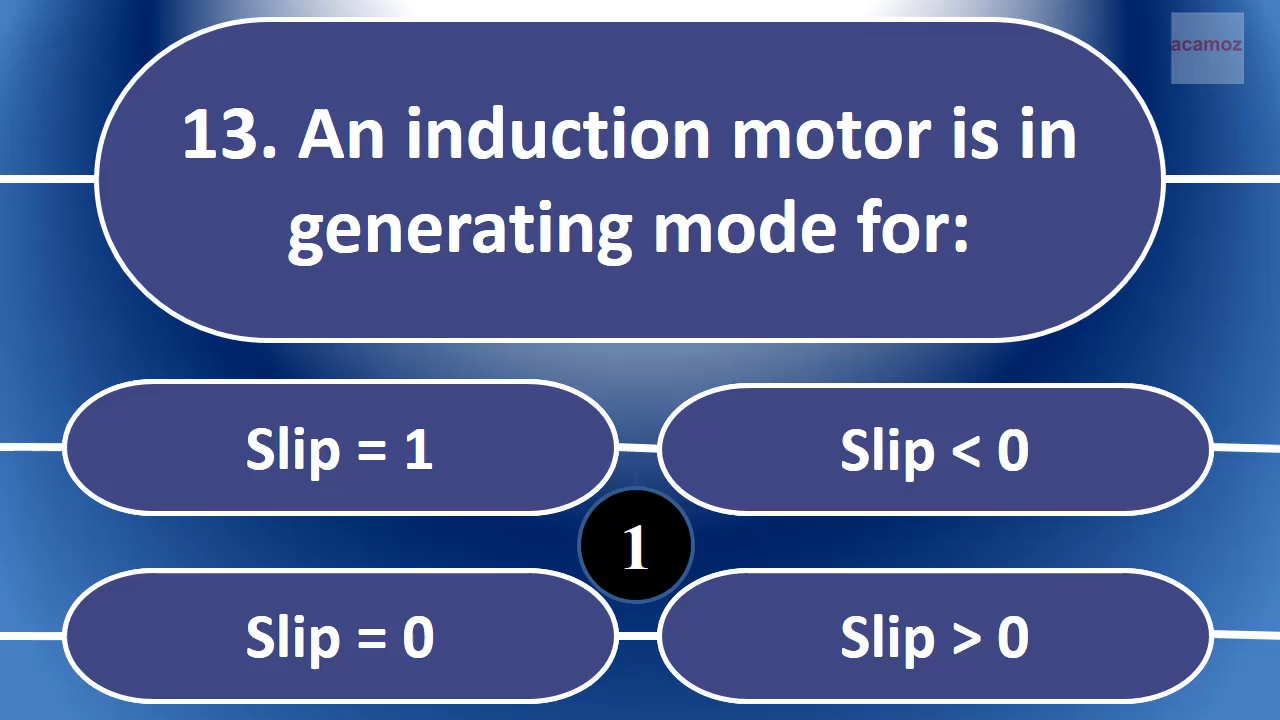 acamoz
13. An induction motor is in
generating mode for:
Slip = 1
Slip < 0
1
Slip = 0
Slip > 0